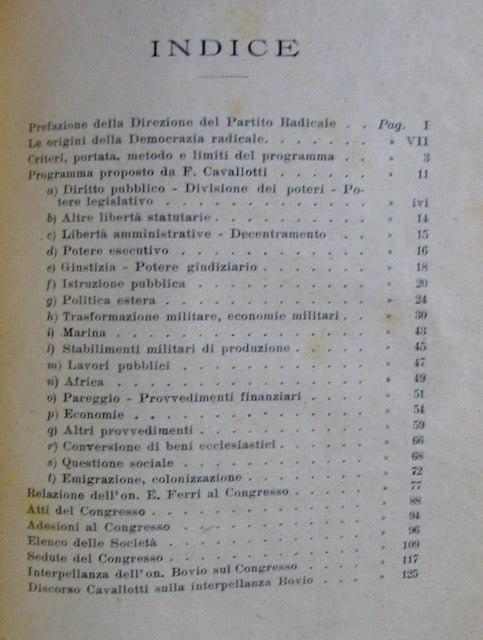 INDICE
Prefazione della Direzione del Partito Radicale . . Pag. I
Le origini della Democrazia radicale. . . . . . . » VII
Criteri, portata, metodo e limiti del programma . . » 3
Programma proposto da F. Cavallotti . . . . . . » 11
a) Diritto pubblico - Divisione dei poteri - Po-
tere legislativo . . . . . . . . . . . . » ivi
b) Altre libertà statutarie . . . . . . . . . » 14
c) Libertà amministrative - Decentramento . . . » 15
d) Potere esecutivo . . . . . . . . . . . » 16
e) Giustizia - Potere giudiziario . . . . . . . » 18
f) Istruzione pubblica . . . . . . . . . . » 20
g) Politica estera . . . . . . . . . . . . » 24
h) Trasformazione militare, economie militari . . » 30
i) Marina . . . . . . . . . . . . . . » 43
l) Stabilimenti militari di produzione . . . . . » 45
m) Lavori pubblici . . . . . . . . . . . » 47
n) Africa . . . . . . . . . . . . . . » 49
o) Pareggio - Provvedimenti finanziari . . . . » 51
p) Economie . . . . . . . . . . . . . » 54
q) Altri provvedimenti . . . . . . . . . . » 59
r) Conversione di beni ecclesiastici . . . . . . » 66
s) Questione sociale . . . . . . . . . . . » 68
t) Emigrazione, colonizzazione . . . . . . . » 72
Relazione dell'on. E. Ferri al Congresso . . . . . » 77
Atti del Congresso . . . . . . . . . . . . » 88
Adesioni al Congresso . . . . . . . . . . . » 94
Elenco delle Società . . . . . . . . . . . » 96
Sedute del Congresso . . . . . . . . . . . » 109
Interpellanza dell'on. Bovio sul Congresso . . . . » 117
Discorso Cavallotti sulla interpellanza Bovio . . . » 125